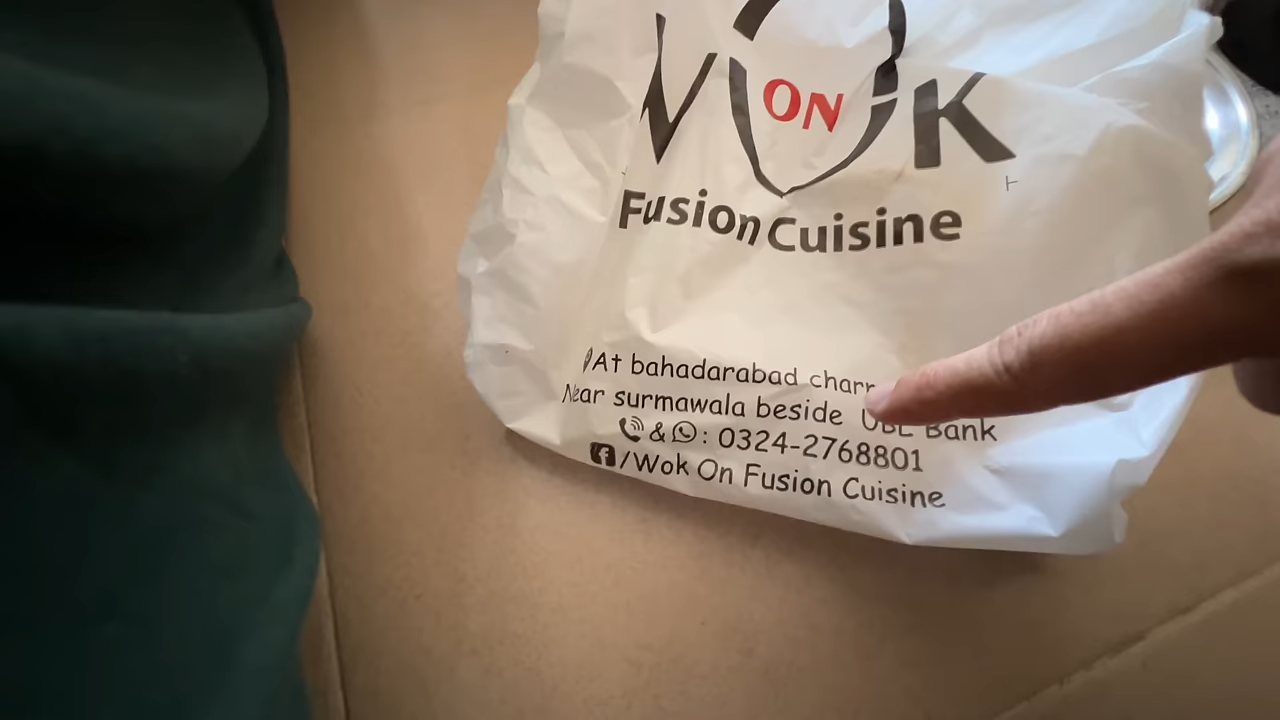 WOK
ON
Fusion Cuisine
At bahadarabad
Near surmawala beside UBL Bank
& : 0324-2768801
/Wok On Fusion Cuisine